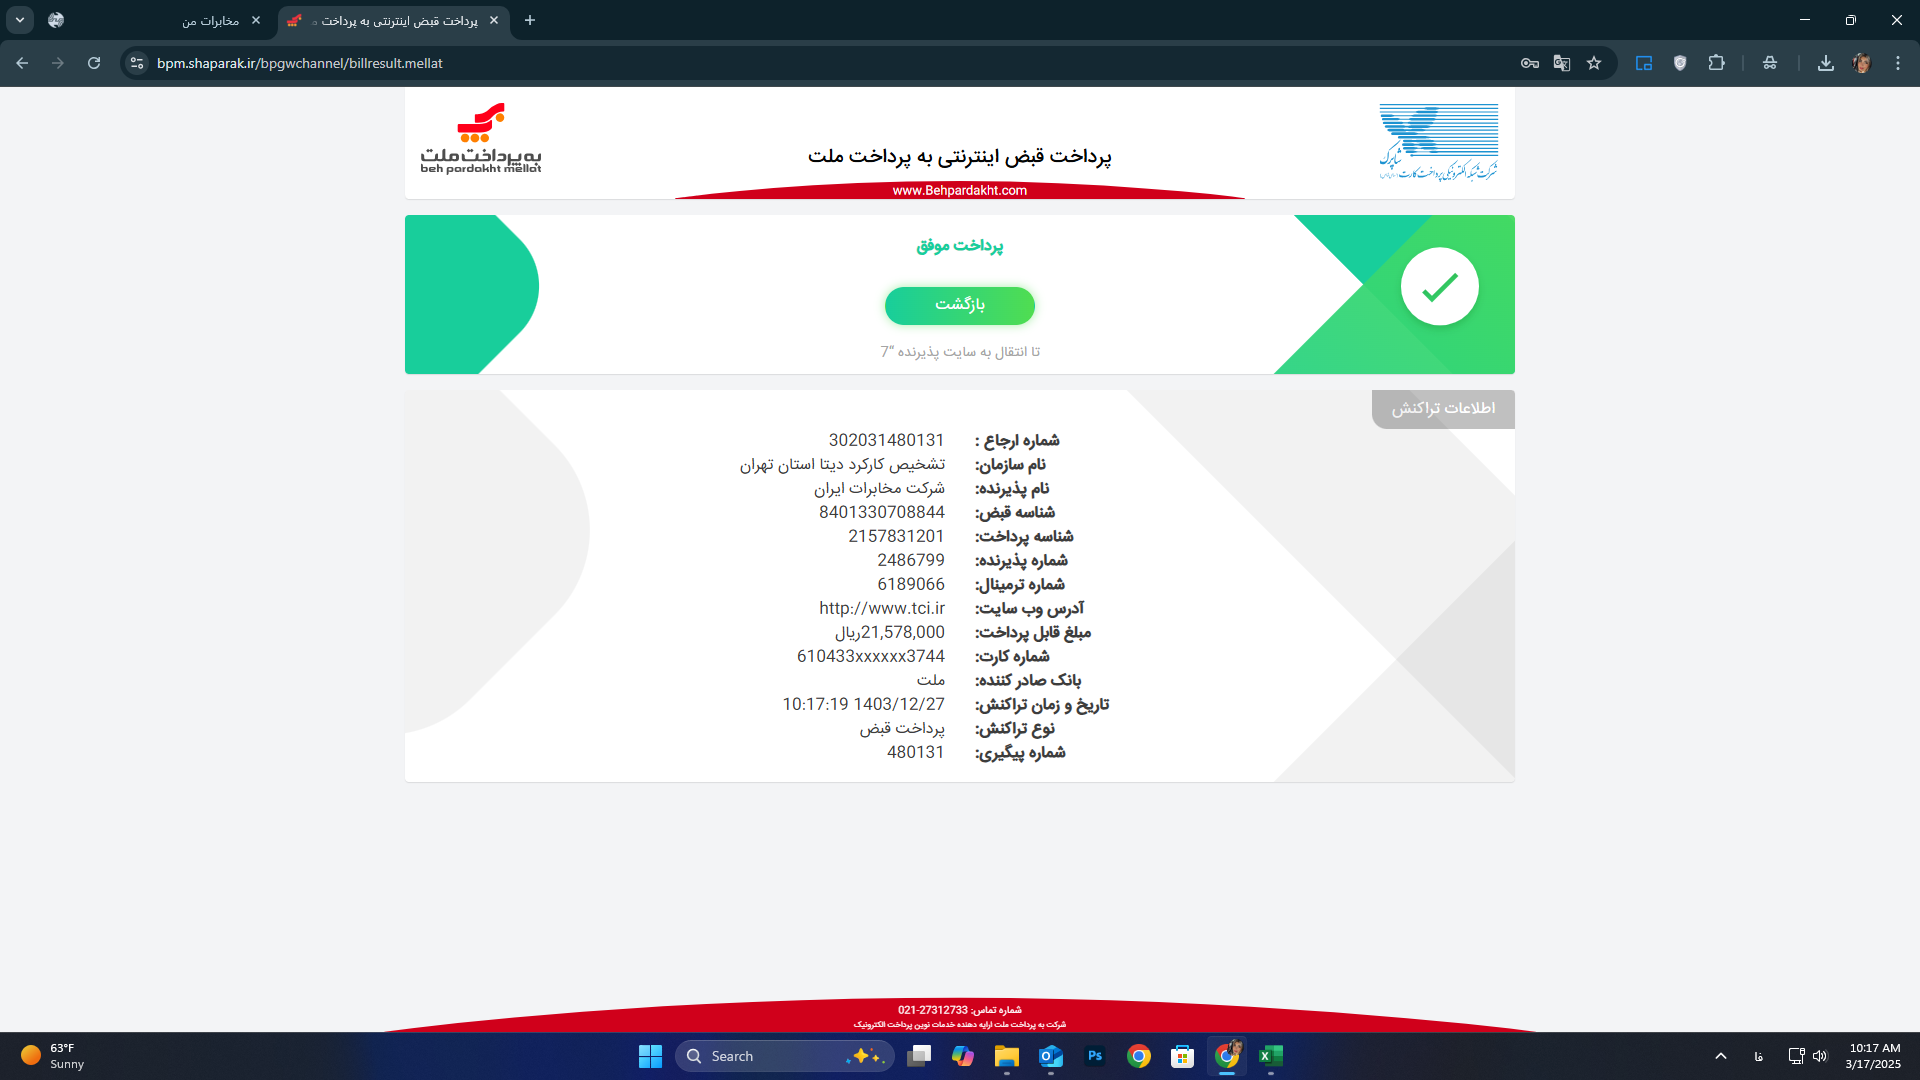 مخابرات من
پرداخت قبض اینترنتی به پرداخت
bpm.shaparak.ir/bpgwchannel/billresult.mellat
به پرداخت ملت
beh pardakht mellat
پرداخت قبض اینترنتی به پرداخت ملت
www.Behpardakht.com
شاپرک
شرکت شبکه الکترونیکی پرداخت کارت
پرداخت موفق
بازگشت
تا انتقال به سایت پذیرنده "7
اطلاعات تراکنش
شماره ارجاع : 302031480131
نام سازمان: تشخیص کارکرد دیتا استان تهران
نام پذیرنده: شرکت مخابرات ایران
شناسه قبض: 8401330708844
شناسه پرداخت: 2157831201
شماره پذیرنده: 2486799
شماره ترمینال: 6189066
آدرس وب سایت: http://www.tci.ir
مبلغ قابل پرداخت: 21,578,000ریال
شماره کارت: 610433xxxxxx3744
بانک صادر کننده: ملت
تاریخ و زمان تراکنش: 1403/12/27 10:17:19
نوع تراکنش: پرداخت قبض
شماره پیگیری: 480131
شماره تماس: 27312733-021
شرکت به پرداخت ملت ارایه دهنده خدمات نوین پرداخت الکترونیک
63°F
Sunny
Search
فا
10:17 AM
3/17/2025